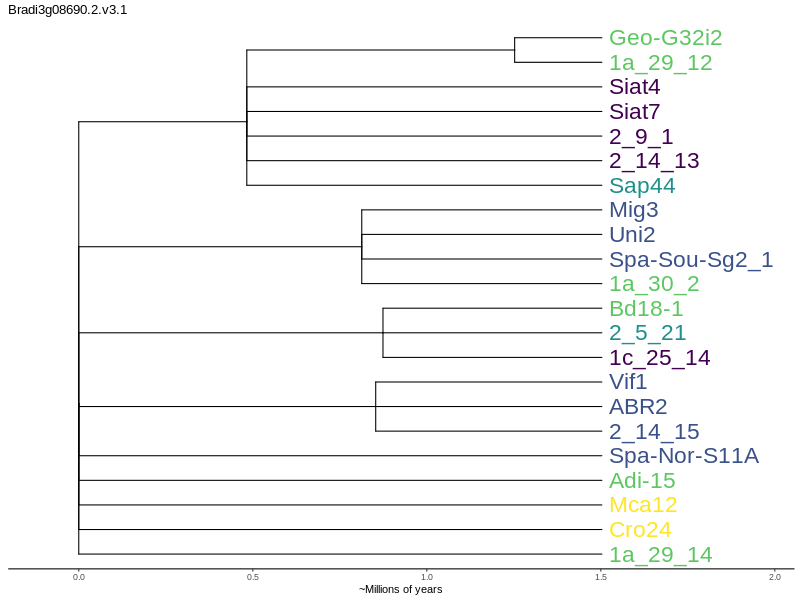 Bradi3g08690.2.v3.1
Geo-G32i2
1a_29_12
Siat4
Siat7
2_9_1
2_14_13
Sap44
Mig3
Uni2
Spa-Sou-Sg2_1
1a_30_2
Bd18-1
2_5_21
1c_25_14
Vif1
ABR2
2_14_15
Spa-Nor-S11A
Adi-15
Mca12
Cro24
1a_29_14
0.0 0.5 1.0 1.5 2.0
~Millions of years